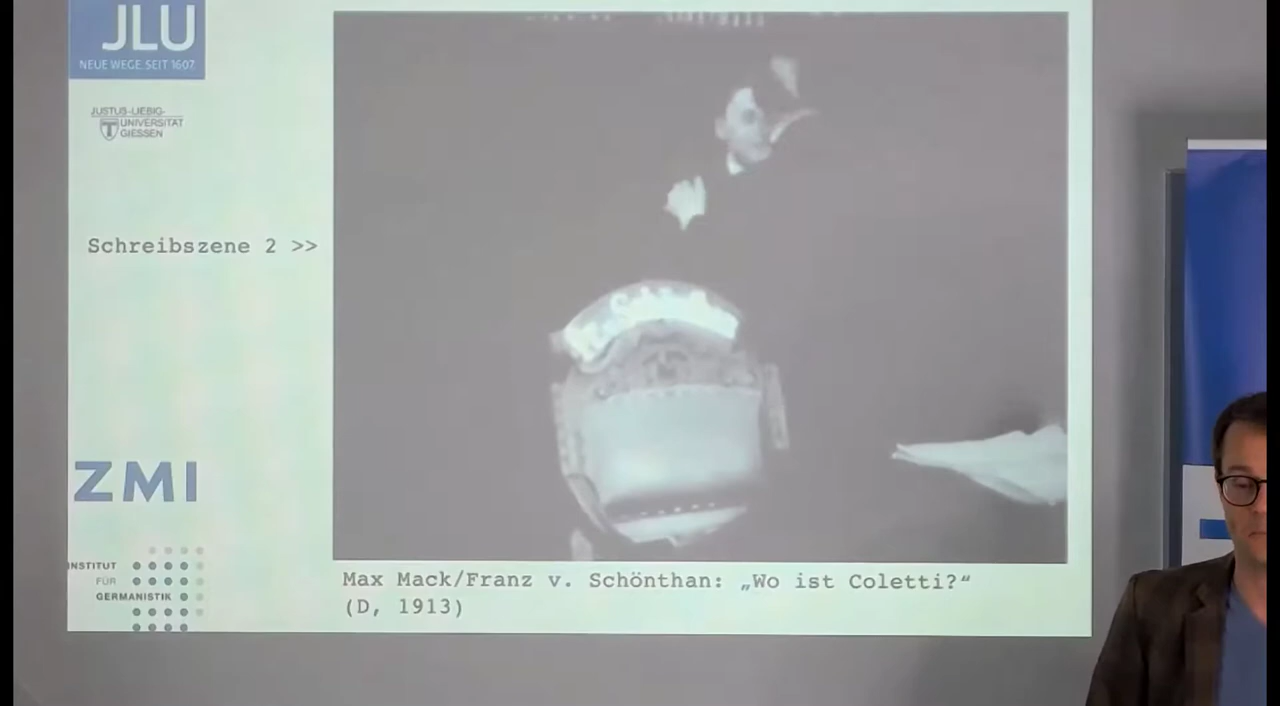 JLU
NEUE WEGE. SEIT 1607
JUSTUS-LIEBIG-
UNIVERSITÄT
GIESSEN
Schreibszene 2 >>
ZMI
INSTITUT
FÜR
GERMANISTIK
Max Mack/Franz v. Schönthan: „Wo ist Coletti?“
(D, 1913)